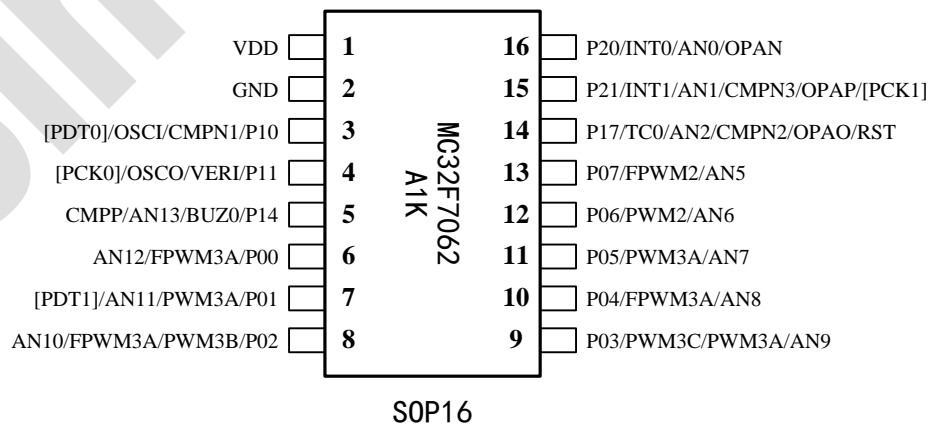 VDD 1 16 P20/INT0/AN0/OPAN
GND 2 15 P21/INT1/AN1/CMPN3/OPAP/[PCK1]
[PDT0]/OSCI/CMPN1/P10 3 14 P17/TC0/AN2/CMPN2/OPAO/RST
[PCK0]/OSCO/VERI/P11 4 13 P07/FPWM2/AN5
CMPP/AN13/BUZ0/P14 5 12 P06/PWM2/AN6
AN12/FPWM3A/P00 6 11 P05/PWM3A/AN7
[PDT1]/AN11/PWM3A/P01 7 10 P04/FPWM3A/AN8
AN10/FPWM3A/PWM3B/P02 8 9 P03/PWM3C/PWM3A/AN9
MC32F7062
A1K
SOP16